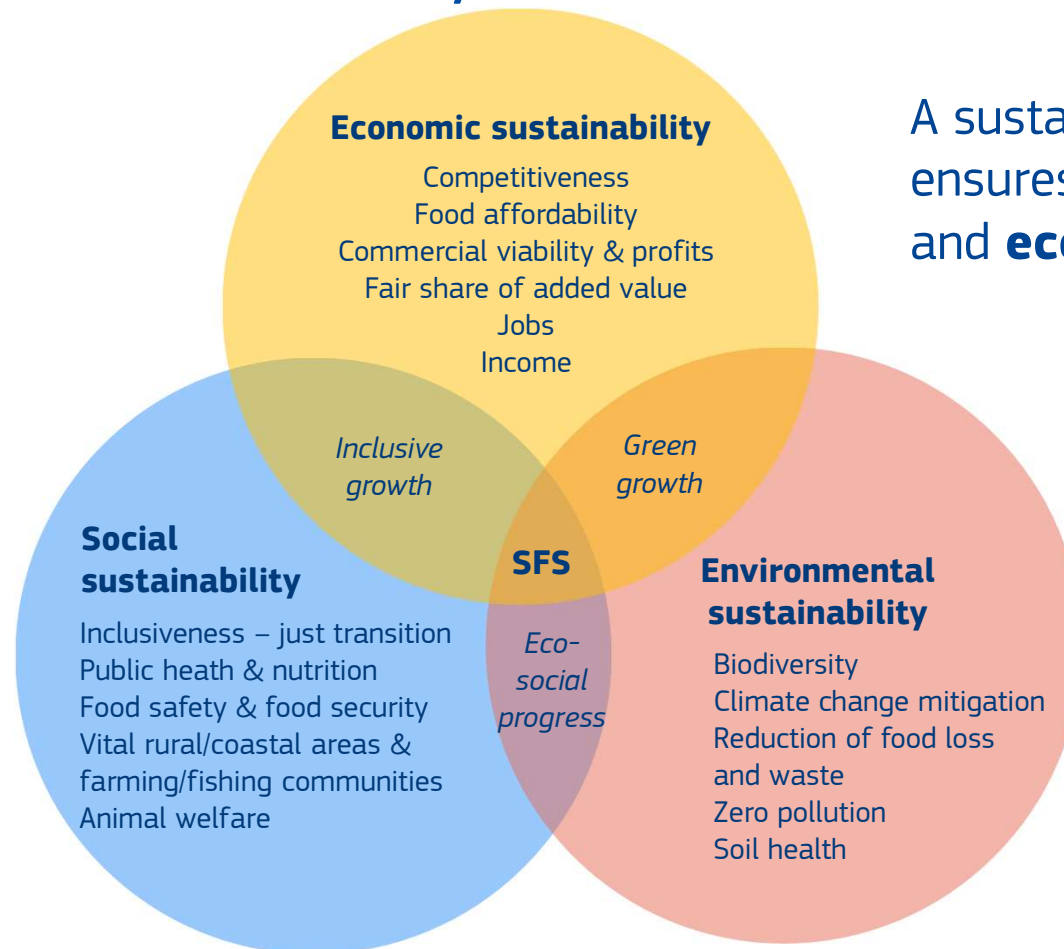 Economic sustainability
Competitiveness
Food affordability
Commercial viability & profits
Fair share of added value
Jobs
Income
A susta
ensures
and eco
Inclusive
growth
Green
growth
Social
sustainability
Inclusiveness – just transition
Public heath & nutrition
Food safety & food security
Vital rural/coastal areas &
farming/fishing communities
Animal welfare
SFS
Eco-
social
progress
Environmental
sustainability
Biodiversity
Climate change mitigation
Reduction of food loss
and waste
Zero pollution
Soil health